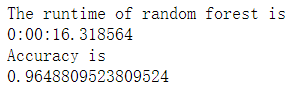 The runtime of random forest is
0:00:16.318564
Accuracy is
0.9648809523809524